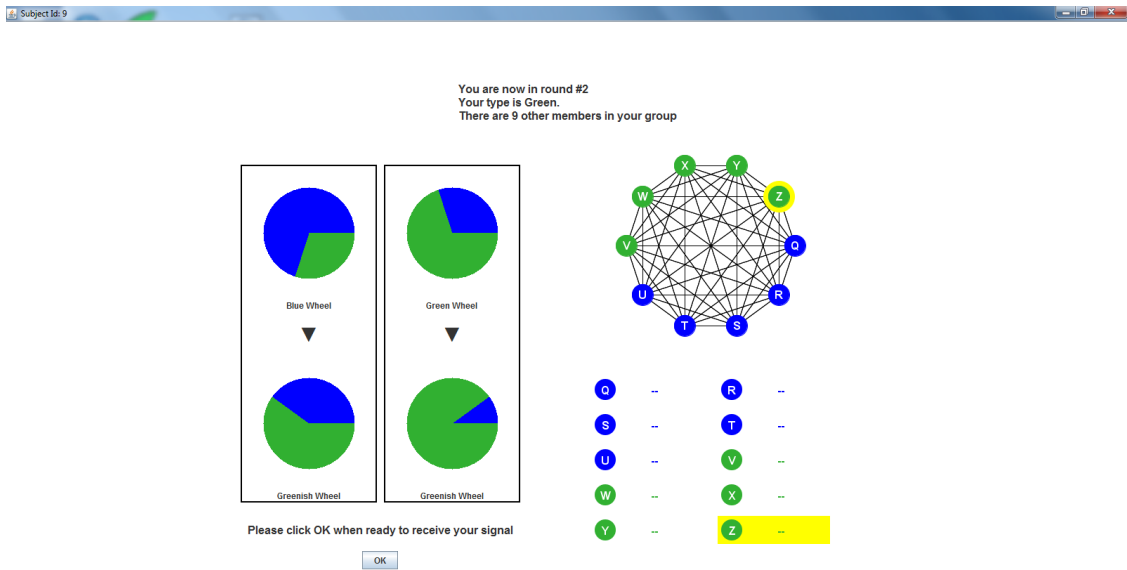 Subject Id: 9
You are now in round #2
Your type is Green.
There are 9 other members in your group
Blue Wheel
Green Wheel
Greenish Wheel
Greenish Wheel
Please click OK when ready to receive your signal
OK
X Y
W Z
V Q
U R
T S
Q -- R --
S -- T --
U -- V --
W -- X --
Y -- Z --